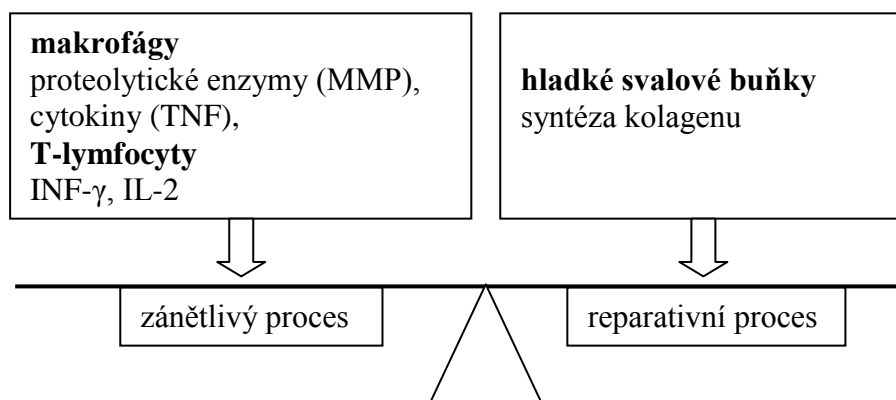 makrofágy
proteolytické enzymy (MMP),
cytokiny (TNF),
T-lymfocyty
INF-γ, IL-2
hladké svalové buňky
syntéza kolagenu
zánětlivý proces
reparativní proces